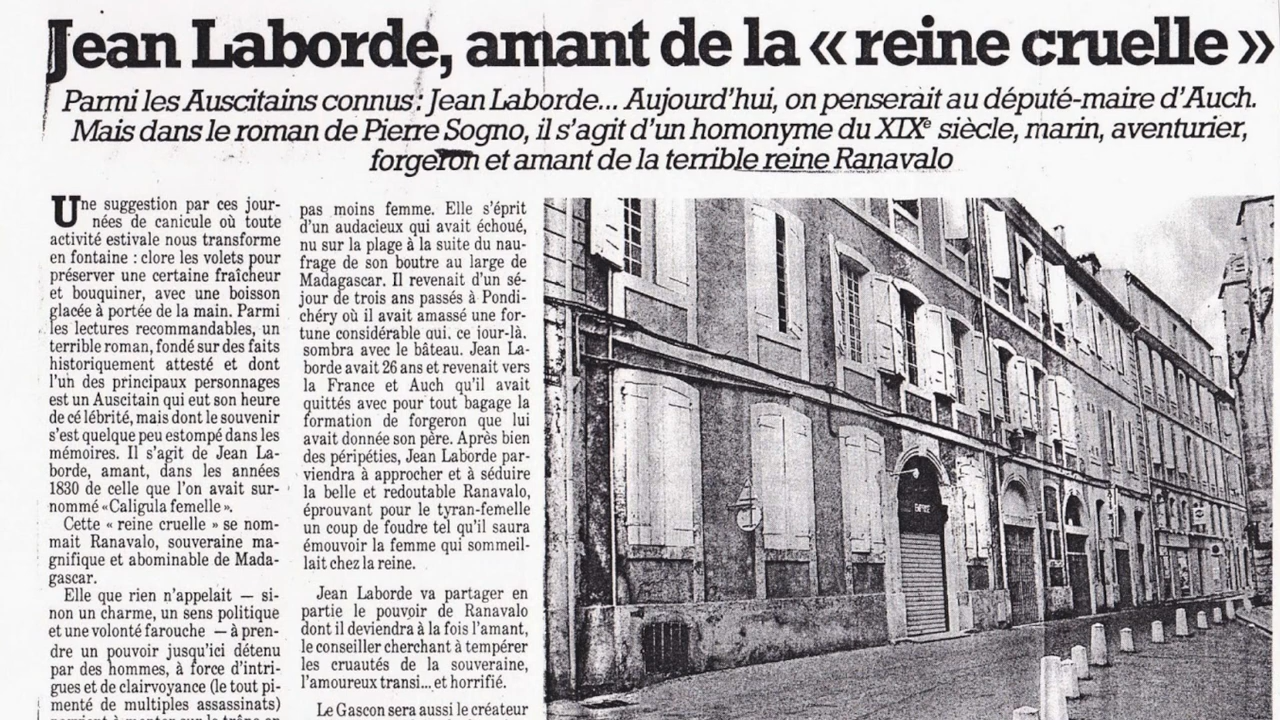 Jean Laborde, amant de la « reine cruelle »
Parmi les Auscitains connus : Jean Laborde... Aujourd'hui, on penserait au député-maire d'Auch.
Mais dans le roman de Pierre Sogno, il s'agit d'un homonyme du XIXe siècle, marin, aventurier,
forgeron et amant de la terrible reine Ranavalo
Une suggestion par ces jour-
nées de canicule où toute
activité estivale nous transforme
en fontaine : clore les volets pour
préserver une certaine fraîcheur
et bouquiner, avec une boisson
glacée à portée de la main. Parmi
les lectures recommandables, un
terrible roman, fondé sur des faits
historiquement attesté et dont
l'uh des principaux personnages
est un Auscitain qui eut son heure
de cé lébrité, mais dont le souvenir
s'est quelque peu estompé dans les
mémoires. Il s'agit de Jean La-
borde, amant, dans les années
1830 de celle que l'on avait sur-
nommé «Caligula femelle ».
Cette « reine cruelle » se nom-
mait Ranavalo, souveraine ma-
gnifique et abominable de Mada-
gascar.
Elle que rien n'appelait — si-
non un charme, un sens politique
et une volonté farouche — à pren-
dre un pouvoir jusqu'ici détenu
par des hommes, à force d'intri-
gues et de clairvoyance (le tout pi-
menté de multiples assassinats)
pas moins femme. Elle s'éprit
d'un audacieux qui avait échoué,
nu sur la plage à la suite du nau-
frage de son boutre au large de
Madagascar. Il revenait d'un sé-
jour de trois ans passés à Pondi-
chéry où il avait amassé une for-
tune considérable qui, ce jour-là,
sombra avec le bâteau. Jean La-
borde avait 26 ans et revenait vers
la France et Auch qu'il avait
quittés avec pour tout bagage la
formation de forgeron que lui
avait donnée son père. Après bien
des péripéties, Jean Laborde par-
viendra à approcher et à séduire
la belle et redoutable Ranavalo,
éprouvant pour le tyran-femelle
un coup de foudre tel qu'il saura
émouvoir la femme qui sommeil-
lait chez la reine.
Jean Laborde va partager en
partie le pouvoir de Ranavalo
dont il deviendra à la fois l'amant,
le conseiller cherchant à tempérer
les cruautés de la souveraine,
l'amoureux transi... et horrifié.
Le Gascon sera aussi le créateur